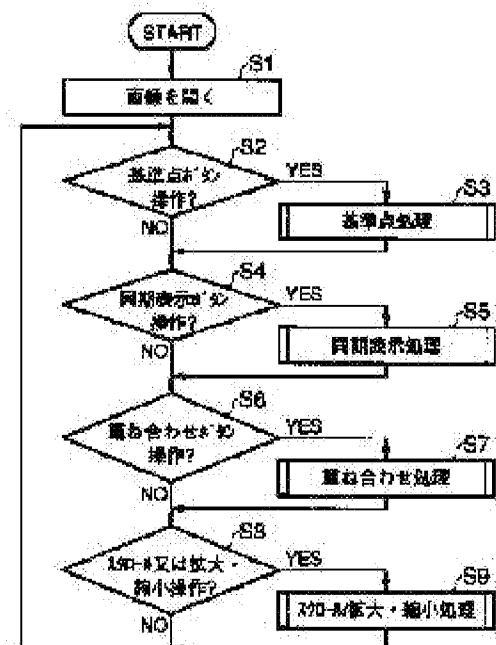 START
S1
画像を開く
S2
基準点ボタン
操作?
YES
NO
S3
基準点処理
S4
同期表示ボタン
操作?
YES
NO
S5
同期表示処理
S6
重ね合わせボタン
操作?
YES
NO
S7
重ね合わせ処理
S8
スクロール又は拡大・
縮小操作?
YES
NO
S9
スクロール/拡大・縮小処理